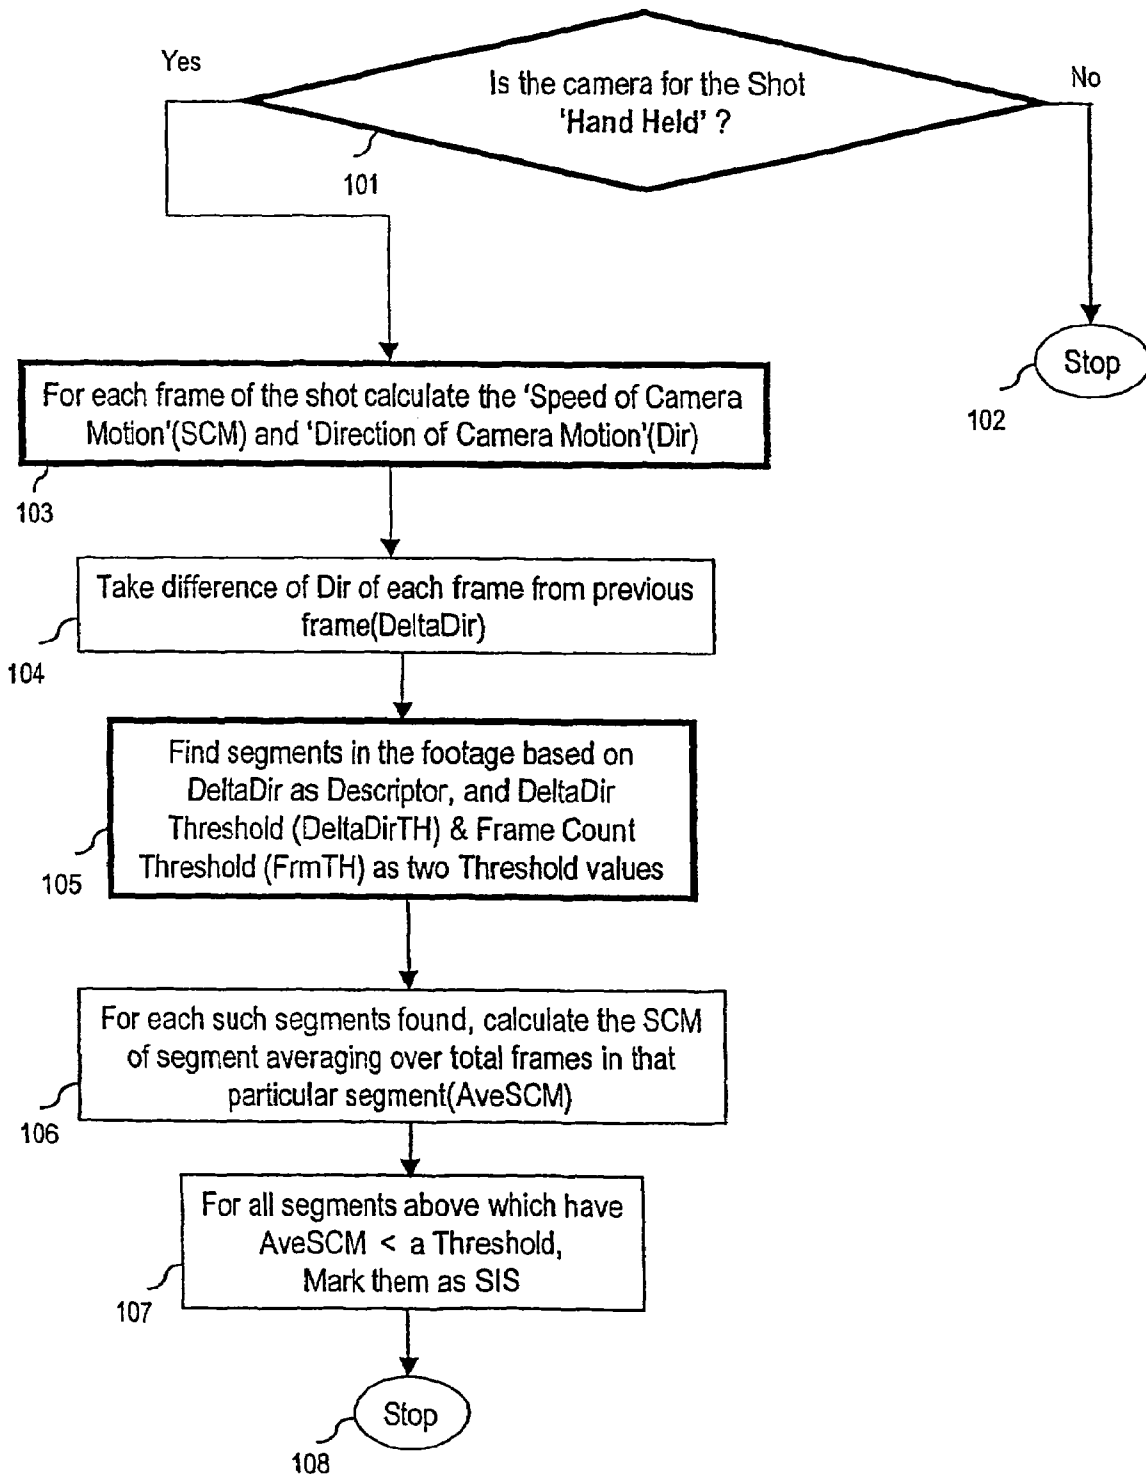 Yes
Is the camera for the Shot
'Hand Held' ?
No
101
Stop
102
For each frame of the shot calculate the 'Speed of Camera
Motion'(SCM) and 'Direction of Camera Motion'(Dir)
103
Take difference of Dir of each frame from previous
frame(DeltaDir)
104
Find segments in the footage based on
DeltaDir as Descriptor, and DeltaDir
Threshold (DeltaDirTH) & Frame Count
Threshold (FrmTH) as two Threshold values
105
For each such segments found, calculate the SCM
of segment averaging over total frames in that
particular segment(AveSCM)
106
For all segments above which have
AveSCM < a Threshold,
Mark them as SIS
107
Stop
108